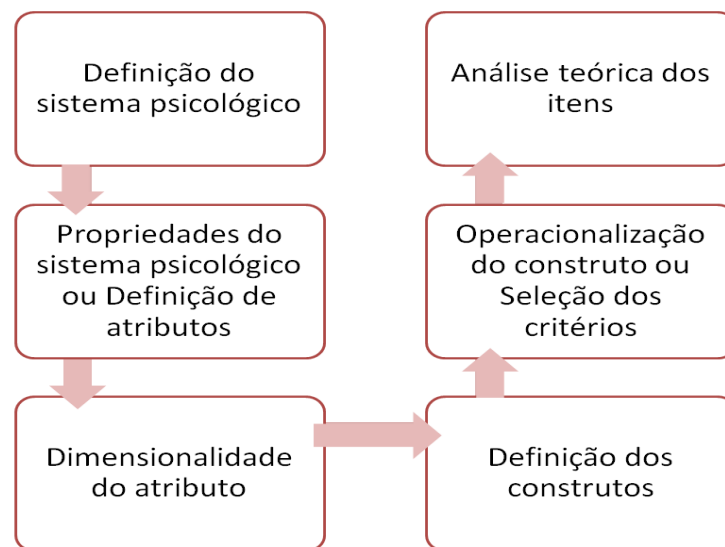 Definição do
sistema psicológico
Propriedades do
sistema psicológico
ou Definição de
atributos
Dimensionalidade
do atributo
Definição dos
construtos
Operacionalização
do construto ou
Seleção dos
critérios
Análise teórica dos
itens